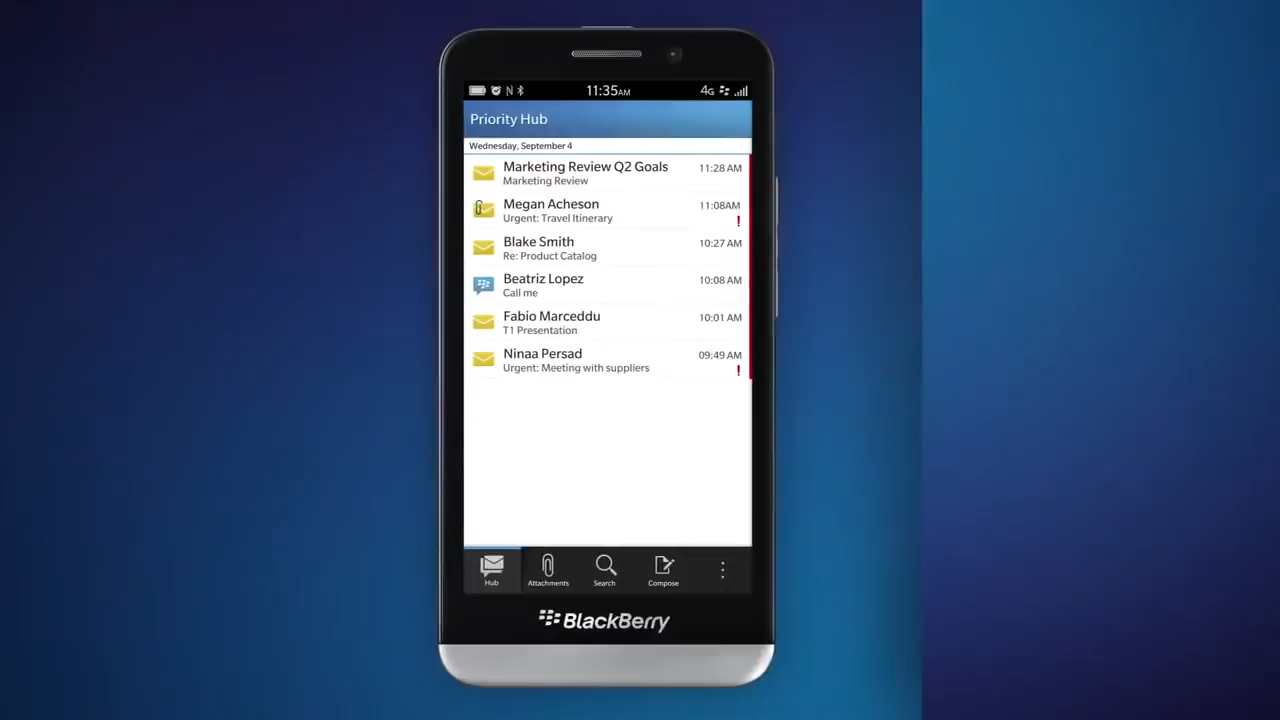 11:35AM
4G
Priority Hub
Wednesday, September 4
Marketing Review Q2 Goals 11:28 AM
Marketing Review
Megan Acheson 11:08AM
Urgent: Travel Itinerary !
Blake Smith 10:27 AM
Re: Product Catalog
Beatriz Lopez 10:08 AM
Call me
Fabio Marceddu 10:01 AM
T1 Presentation
Ninaa Persad 09:49 AM
Urgent: Meeting with suppliers !
Hub Attachments Search Compose
BlackBerry